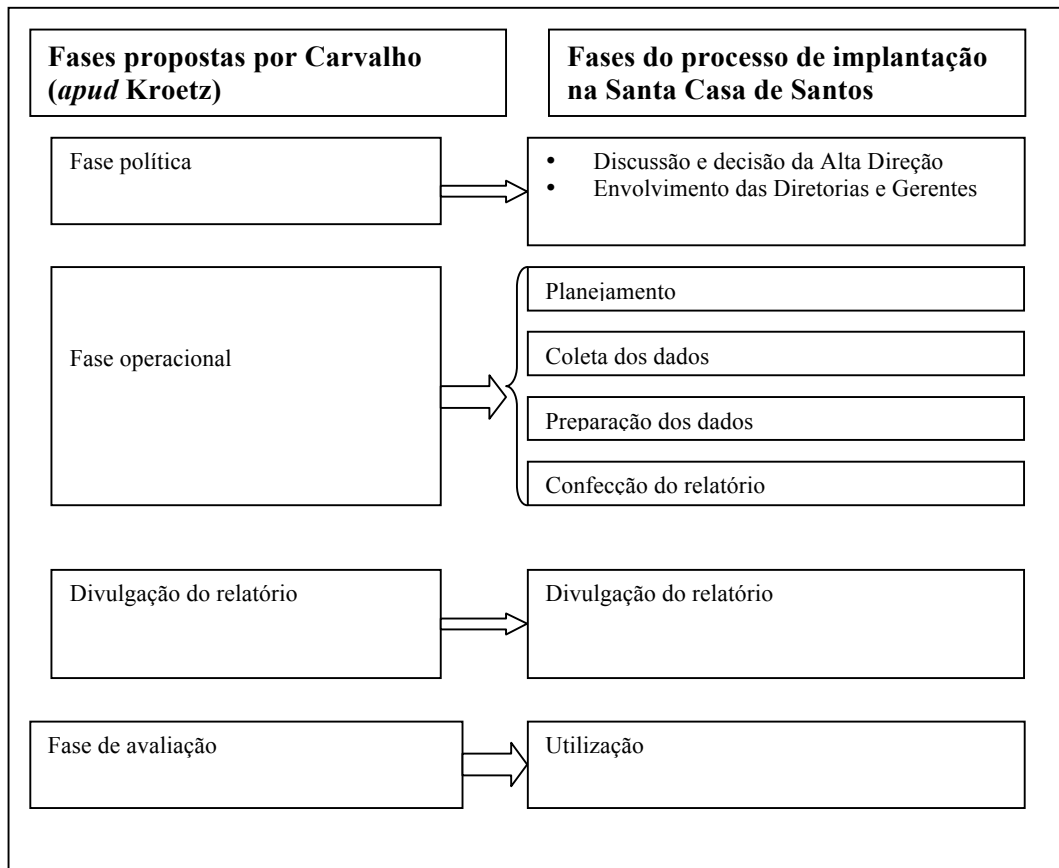 Fases propostas por Carvalho
(apud Kroetz)
Fases do processo de implantação
na Santa Casa de Santos
Fase política
• Discussão e decisão da Alta Direção
• Envolvimento das Diretorias e Gerentes
Fase operacional
Planejamento
Coleta dos dados
Preparação dos dados
Confecção do relatório
Divulgação do relatório
Divulgação do relatório
Fase de avaliação
Utilização